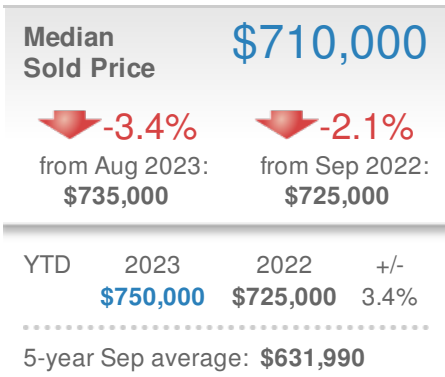 Median
Sold Price
$710,000
-3.4%
from Aug 2023:
$735,000
-2.1%
from Sep 2022:
$725,000
YTD 2023 2022 +/-
$750,000 $725,000 3.4%
5-year Sep average: $631,990